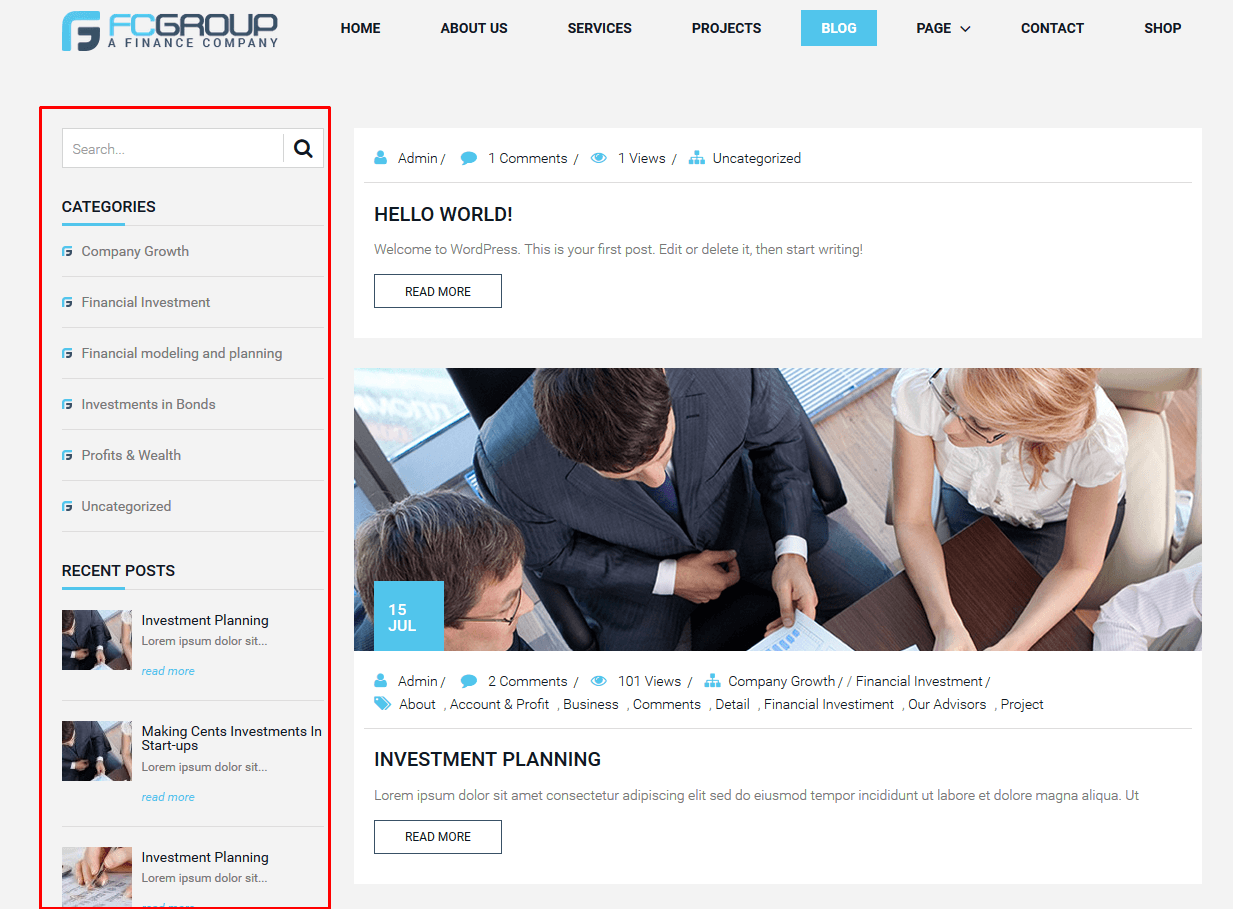 FCGROUP
A FINANCE COMPANY
HOME
ABOUT US
SERVICES
PROJECTS
BLOG
PAGE
CONTACT
SHOP
Search...
CATEGORIES
Company Growth
Financial Investment
Financial modeling and planning
Investments in Bonds
Profits & Wealth
Uncategorized
RECENT POSTS
Investment Planning
Lorem ipsum dolor sit...
read more
Making Cents Investments In
Start-ups
Lorem ipsum dolor sit...
read more
Investment Planning
Lorem ipsum dolor sit...
read more
Admin / 1 Comments / 1 Views / Uncategorized
HELLO WORLD!
Welcome to WordPress. This is your first post. Edit or delete it, then start writing!
READ MORE
15
JUL
Admin / 2 Comments / 101 Views / Company Growth / / Financial Investment /
About , Account & Profit , Business , Comments , Detail , Financial Investiment , Our Advisors , Project
INVESTMENT PLANNING
Lorem ipsum dolor sit amet consectetur adipiscing elit sed do eiusmod tempor incididunt ut labore et dolore magna aliqua. Ut
READ MORE